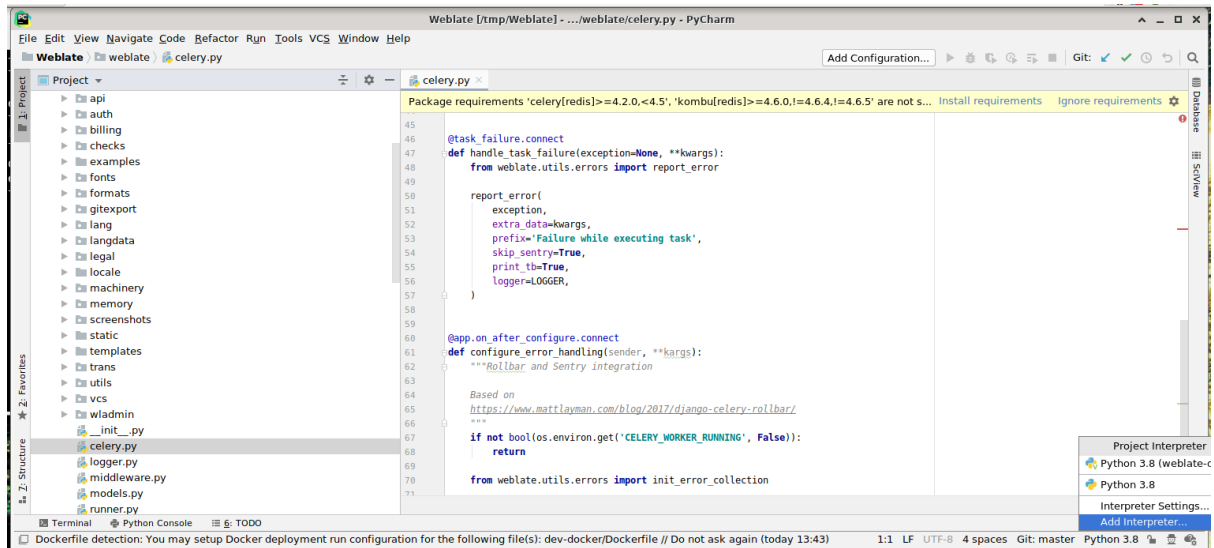 Weblate [/tmp/Weblate] - .../weblate/celery.py - PyCharm
File Edit View Navigate Code Refactor Run Tools VCS Window Help
Weblate weblate celery.py
Add Configuration...
Git:
1: Project
Project
api
auth
billing
checks
examples
fonts
formats
gitexport
lang
langdata
legal
locale
machinery
memory
screenshots
static
templates
trans
utils
vcs
wladmin
__init__.py
celery.py
logger.py
middleware.py
models.py
runner.py
2: Favorites
7: Structure
celery.py
Package requirements 'celery[redis]>=4.2.0,<4.5', 'kombu[redis]>=4.6.0,!=4.6.4,!=4.6.5' are not s... Install requirements Ignore requirements
45
46 @task_failure.connect
47 def handle_task_failure(exception=None, **kwargs):
48 from weblate.utils.errors import report_error
49
50 report_error(
51 exception,
52 extra_data=kwargs,
53 prefix='Failure while executing task',
54 skip_sentry=True,
55 print_tb=True,
56 logger=LOGGER,
57 )
58
59
60 @app.on_after_configure.connect
61 def configure_error_handling(sender, **kargs):
62 """Rollbar and Sentry integration
63
64 Based on
65 https://www.mattlayman.com/blog/2017/django-celery-rollbar/
66 """
67 if not bool(os.environ.get('CELERY_WORKER_RUNNING', False)):
68 return
69
70 from weblate.utils.errors import init_error_collection
71
Database
SciView
Project Interpreter
Python 3.8 (weblate-d
Python 3.8
Interpreter Settings...
Add Interpreter...
Terminal Python Console 6: TODO
Dockerfile detection: You may setup Docker deployment run configuration for the following file(s): dev-docker/Dockerfile // Do not ask again (today 13:43) 1:1 LF UTF-8 4 spaces Git: master Python 3.8